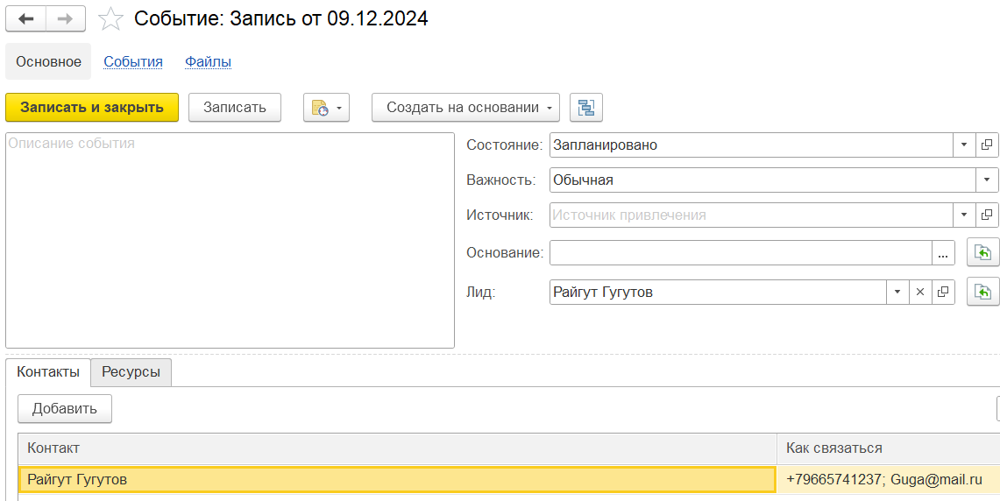 Событие: Запись от 09.12.2024
Основное События Файлы
Записать и закрыть Записать Создать на основании
Описание события
Состояние: Запланировано
Важность: Обычная
Источник: Источник привлечения
Основание: ...
Лид: Райгут Гугутов
Контакты Ресурсы
Добавить
Контакт Как связаться
Райгут Гугутов +79665741237; Guga@mail.ru